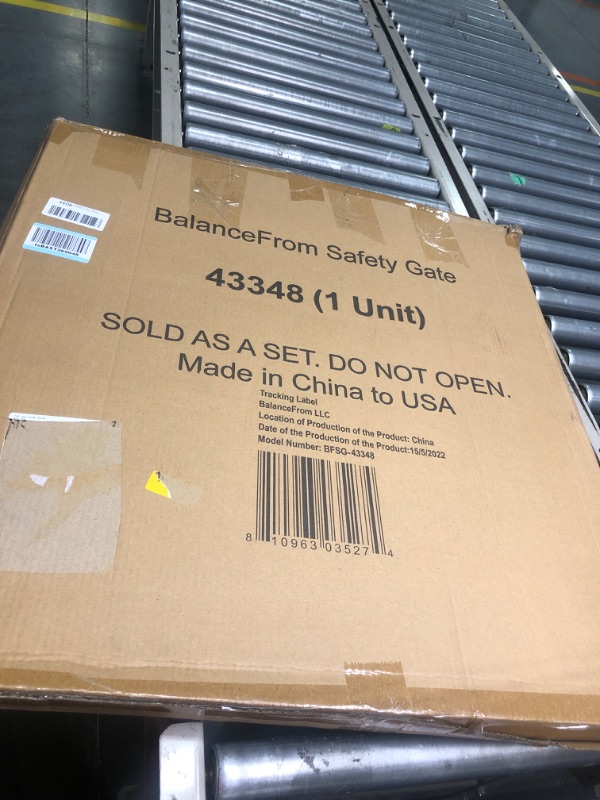 BalanceFrom Safety Gate
43348 (1 Unit)
SOLD AS A SET. DO NOT OPEN.
Made in China to USA
Tracking Label
BalanceFrom LLC
Location of Production of the Product: China
Date of the Production of the Product:15/5/2022
Model Number: BFSG-43348
8 10963 03527 4